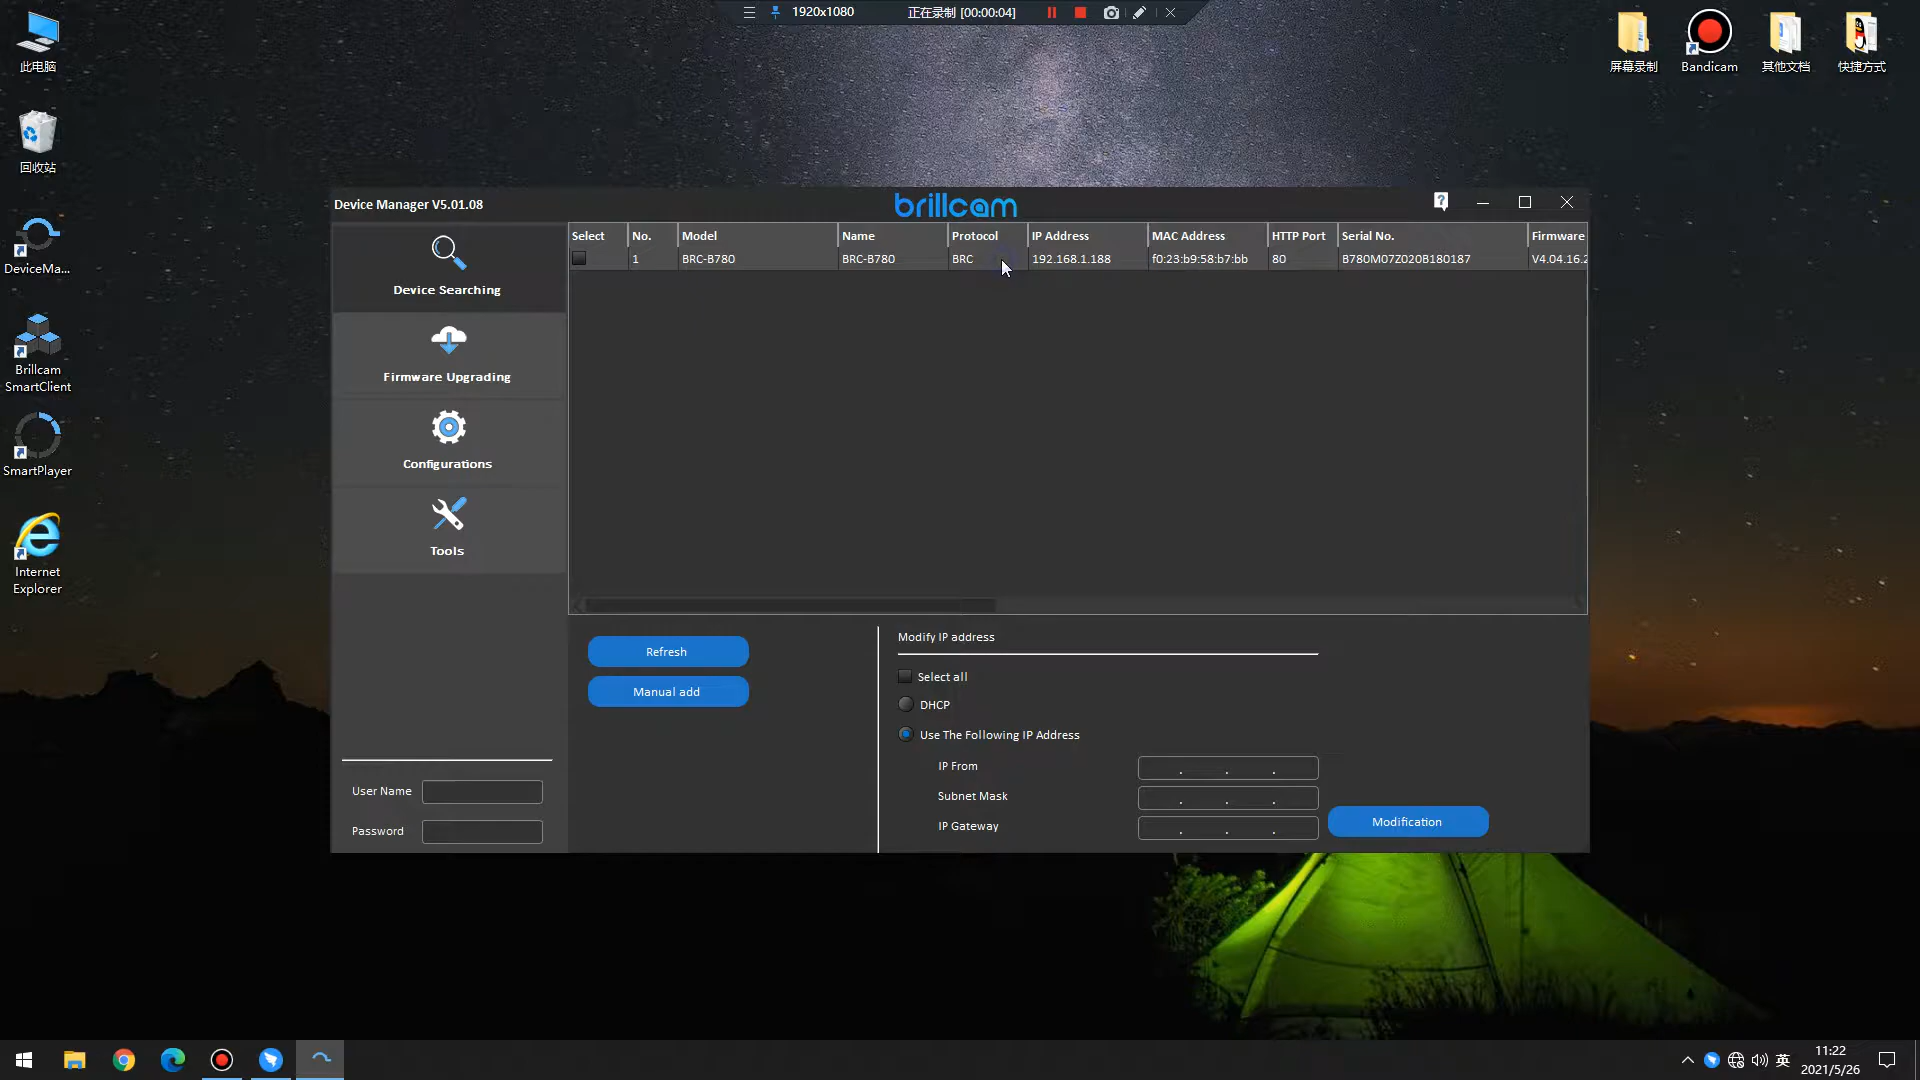 1920x1080 正在录制 [00:00:04]
此电脑
回收站
DeviceMa...
Brillcam
SmartClient
SmartPlayer
Internet
Explorer
屏幕录制 Bandicam 其他文档 快捷方式
Device Manager V5.01.08 brillcam
Select No. Model Name Protocol IP Address MAC Address HTTP Port Serial No. Firmware
1 BRC-B780 BRC-B780 BRC 192.168.1.188 f0:23:b9:58:b7:bb 80 B780M07Z020B180187 V4.04.16.2
Device Searching
Firmware Upgrading
Configurations
Tools
User Name
Password
Refresh
Manual add
Modify IP address
Select all
DHCP
Use The Following IP Address
IP From . . .
Subnet Mask . . .
IP Gateway . . .
Modification
英
11:22
2021/5/26